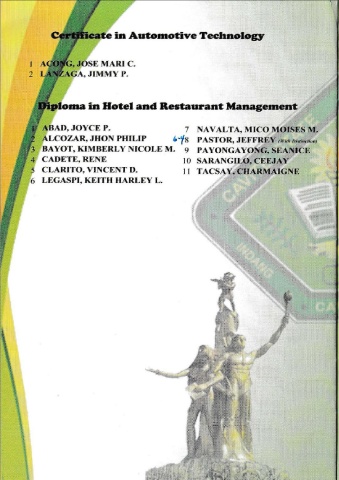 Certificate in Automotive Technology
1 ACONG, JOSE MARI C.
2 LANZAGA, JIMMY P.
Diploma in Hotel and Restaurant Management
1 ABAD, JOYCE P.
2 ALCOZAR, JHON PHILIP
3 BAYOT, KIMBERLY NICOLE M.
4 CADETE, RENE
5 CLARITO, VINCENT D.
6 LEGASPI, KEITH HARLEY L.
7 NAVALTA, MICO MOISES M.
8 PASTOR, JEFFREY
9 PAYONGAYONG, SEANICE
10 SARANGILO, CEEJAY
11 TACSAY, CHARMAIGNE
CAV
INDANG